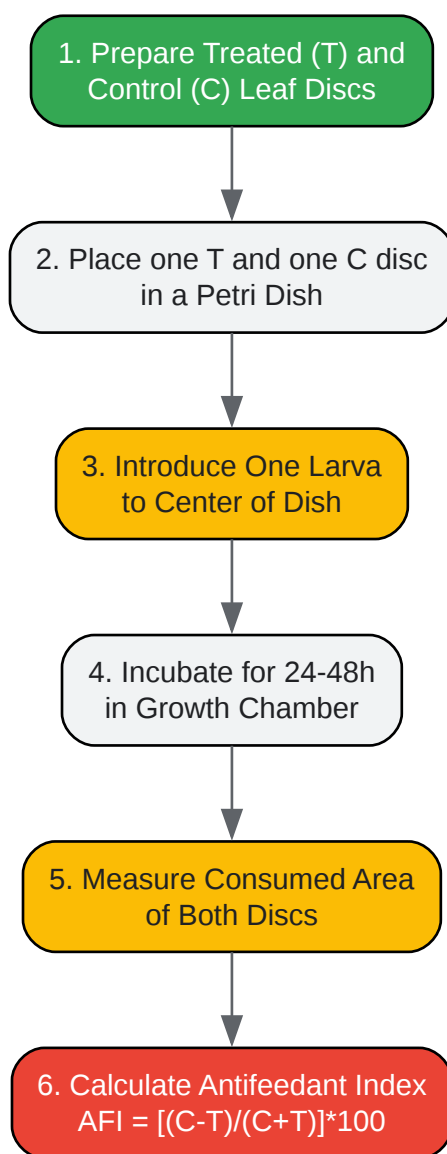 1. Prepare Treated (T) and
Control (C) Leaf Discs
2. Place one T and one C disc
in a Petri Dish
3. Introduce One Larva
to Center of Dish
4. Incubate for 24-48h
in Growth Chamber
5. Measure Consumed Area
of Both Discs
6. Calculate Antifeedant Index
AFI = [(C-T)/(C+T)]*100